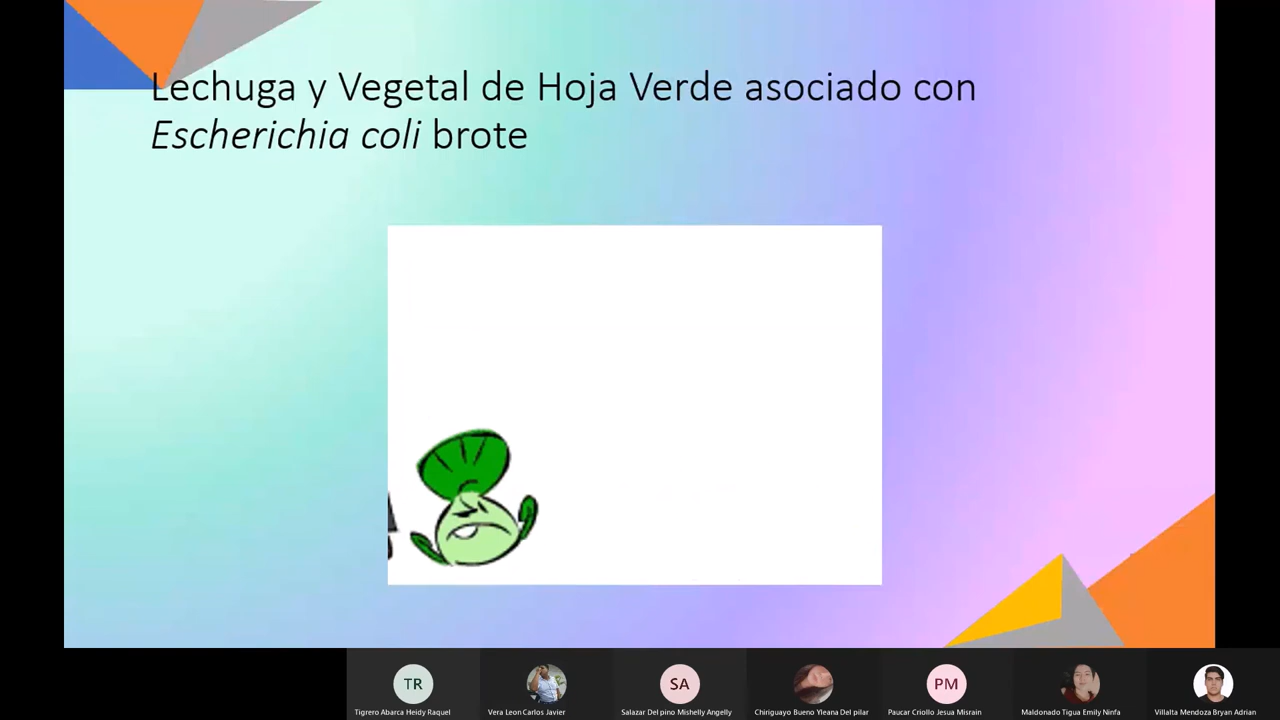 Lechuga y Vegetal de Hoja Verde asociado con
Escherichia coli brote
TR
SA
PM
Tigrero Abarca Heidy Raquel
Vera Leon Carlos Javier
Salazar Del pino Mishelly Angelly
Chiriguayo Bueno Yleana Del pilar
Paucar Criollo Jesua Misrain
Maldonado Tigua Emily Ninfa
Villalta Mendoza Bryan Adrian